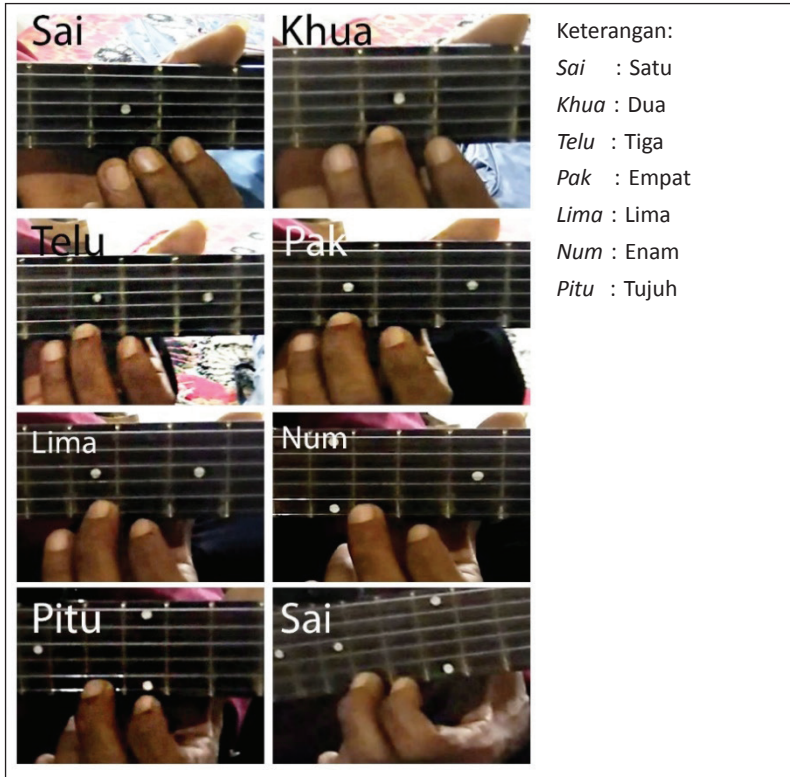 Sai
Khua
Telu
Pak
Lima
Num
Pitu
Sai
Keterangan:
Sai : Satu
Khua : Dua
Telu : Tiga
Pak : Empat
Lima : Lima
Num : Enam
Pitu : Tujuh